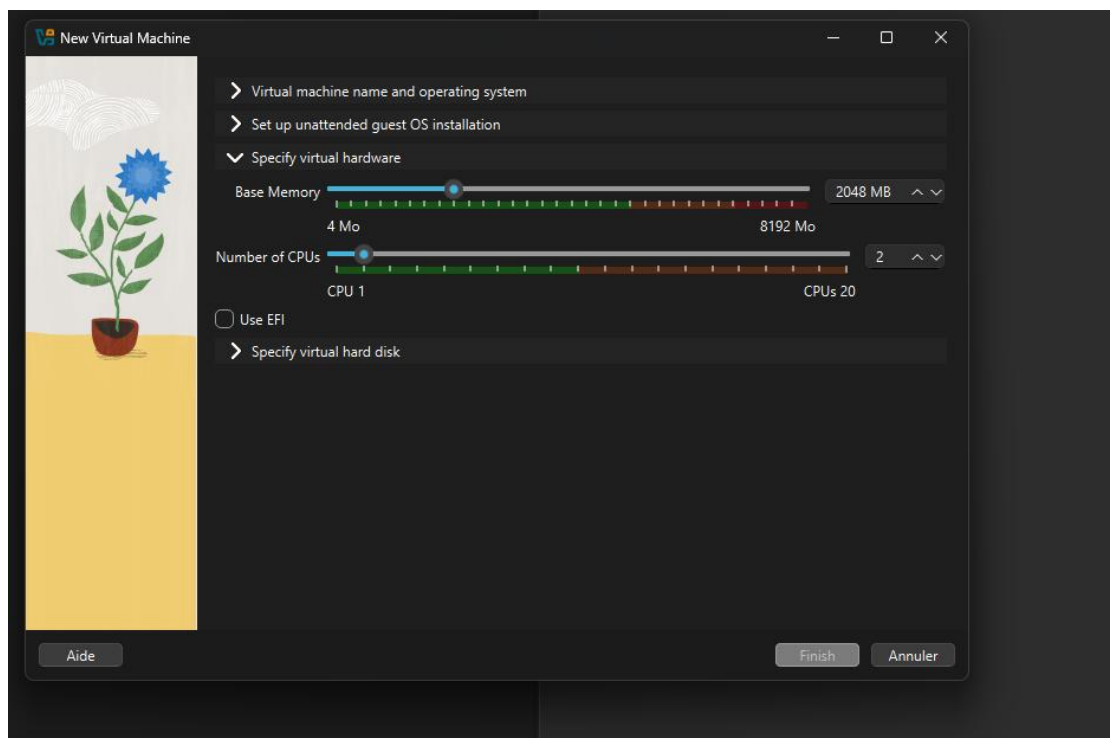 New Virtual Machine
Virtual machine name and operating system
Set up unattended guest OS installation
Specify virtual hardware
Base Memory 2048 MB
4 Mo 8192 Mo
Number of CPUs 2
CPU 1 CPUs 20
Use EFI
Specify virtual hard disk
Aide Finish Annuler